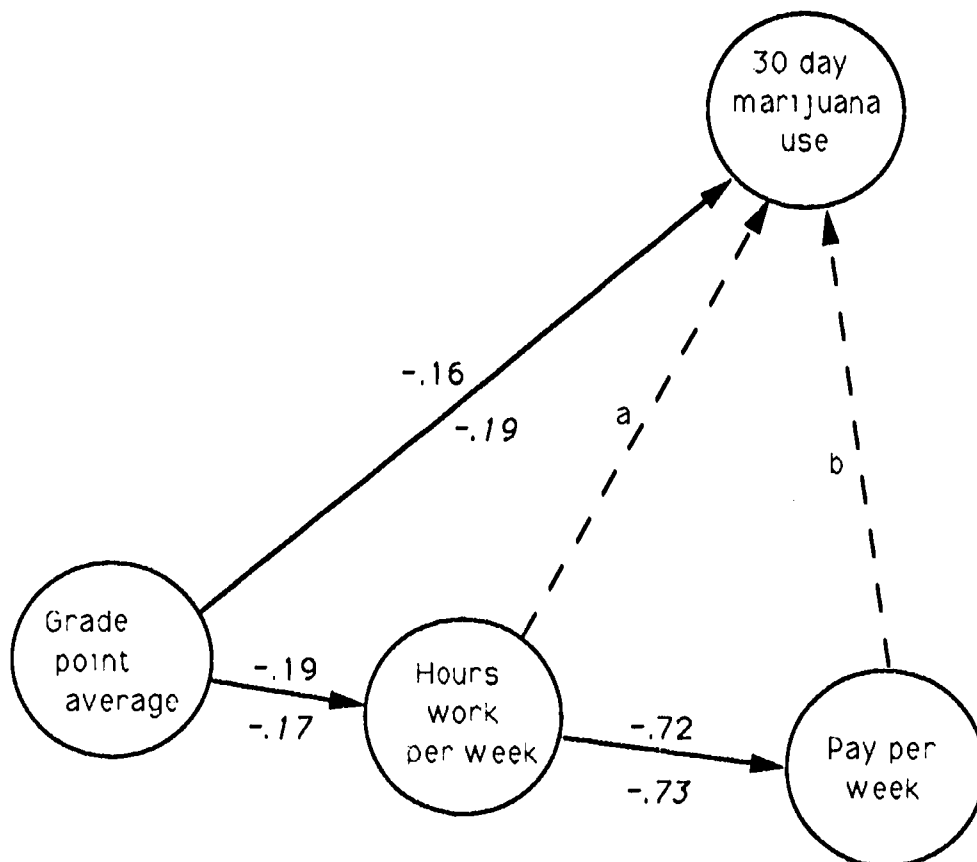 30 day
marijuana
use
-.16
-.19
a
b
Grade
point
average
-.19
-.17
Hours
work
per week
-.72
-.73
Pay per
week